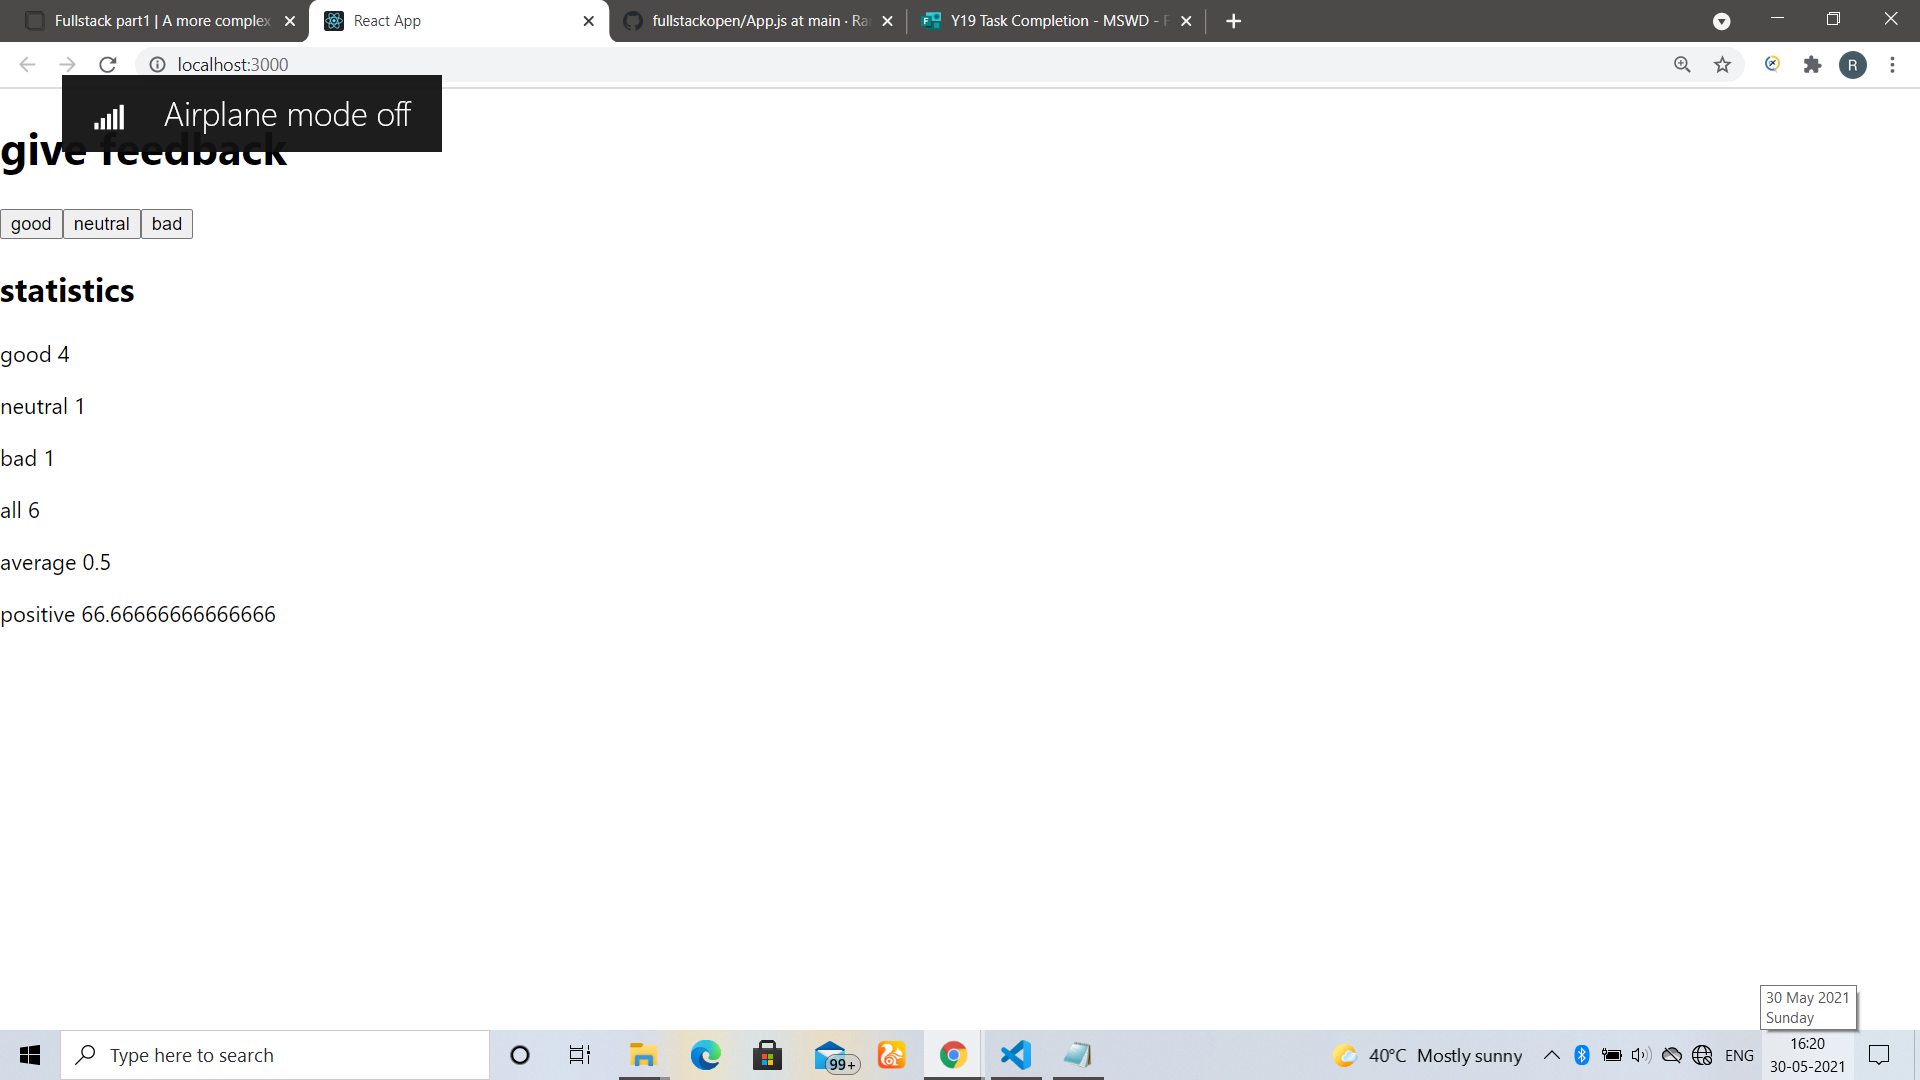 Fullstack part1 | A more complex
React App
fullstackopen/App.js at main · Ra
Y19 Task Completion - MSWD - F
localhost:3000
R
Airplane mode off
give feedback
good neutral bad
statistics
good 4
neutral 1
bad 1
all 6
average 0.5
positive 66.66666666666666
30 May 2021
Sunday
Type here to search
99+
40°C Mostly sunny
ENG
16:20
30-05-2021